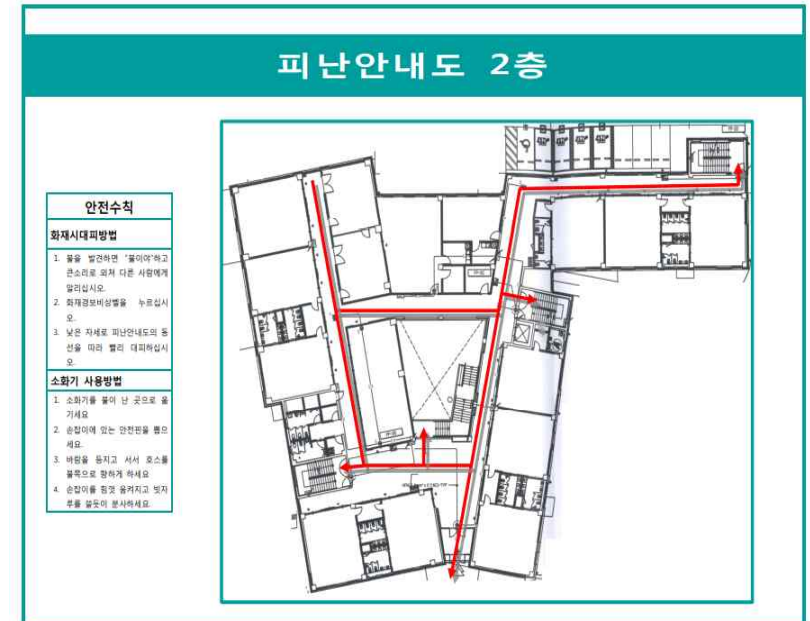 피난안내도 2층
안전수칙
화재시대피방법
1. 불을 발견하면 "불이야"하고
큰소리로 외쳐 다른 사람에게
알리십시오.
2. 화재경보비상벨을 누르십시
오.
3. 낮은 자세로 피난안내도의 동
선을 따라 빨리 대피하십시
오.
소화기 사용방법
1. 소화기를 불이 난 곳으로 옮
기세요
2. 손잡이에 있는 안전핀을 뽑으
세요.
3. 바람을 등지고 서서 호스를
불쪽으로 향하게 하세요
4. 손잡이를 힘껏 움켜지고 빗자
루를 쓸듯이 분사하세요.